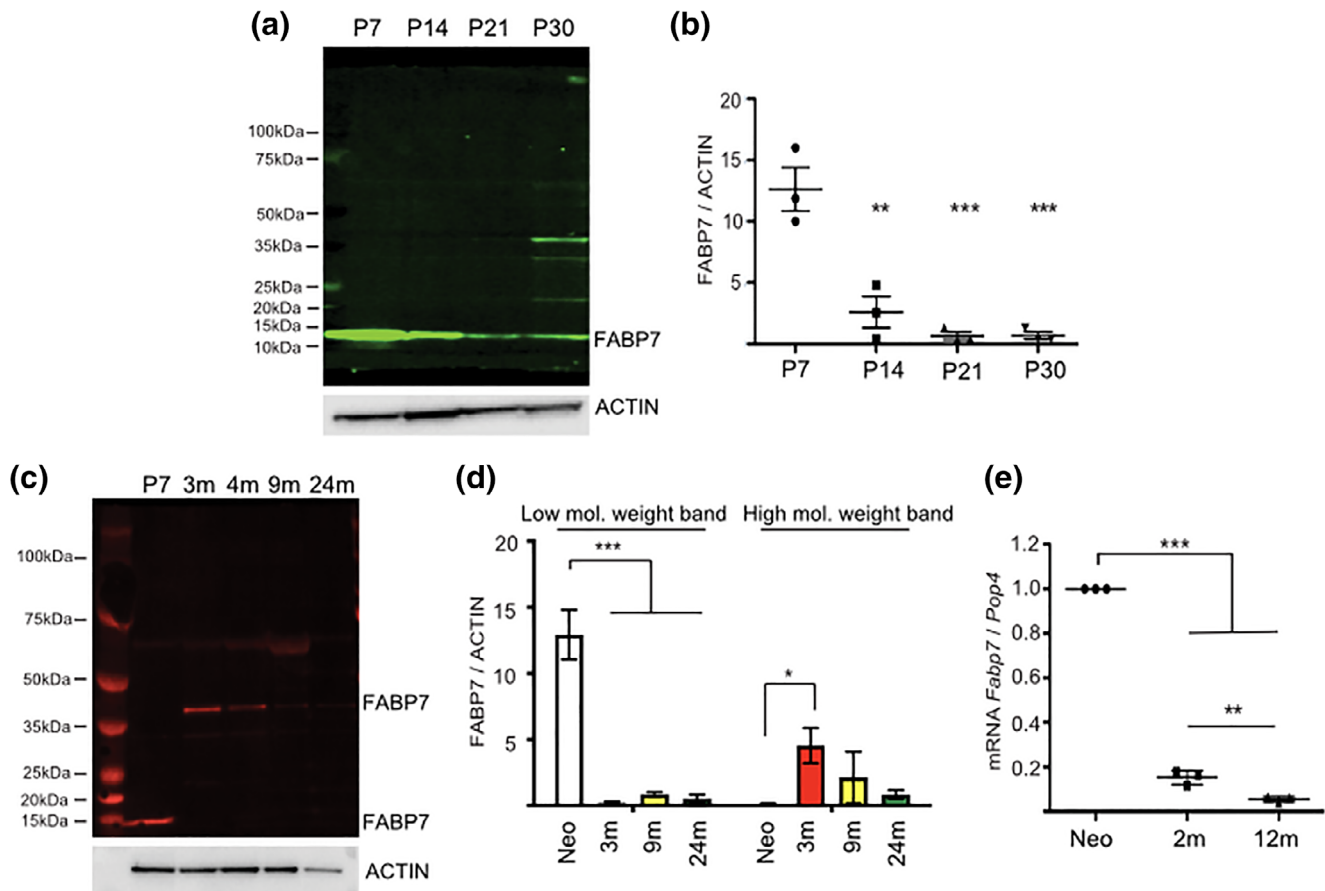 (a)
P7 P14 P21 P30
100kDa
75kDa
50kDa
35kDa
25kDa
20kDa
15kDa
10kDa
FABP7
ACTIN
(b)
FABP7 / ACTIN
20
15
10
5
** *** ***
P7 P14 P21 P30
(c)
P7 3m 4m 9m 24m
100kDa
75kDa
50kDa
35kDa
25kDa
20kDa
15kDa
FABP7
FABP7
ACTIN
(d)
Low mol. weight band High mol. weight band
FABP7 / ACTIN
20
15
10
5
***
*
Neo 3m 9m 24m Neo 3m 9m 24m
(e)
mRNA Fabp7 / Pop4
1.2
1.0
0.8
0.6
0.4
0.2
***
**
Neo 2m 12m